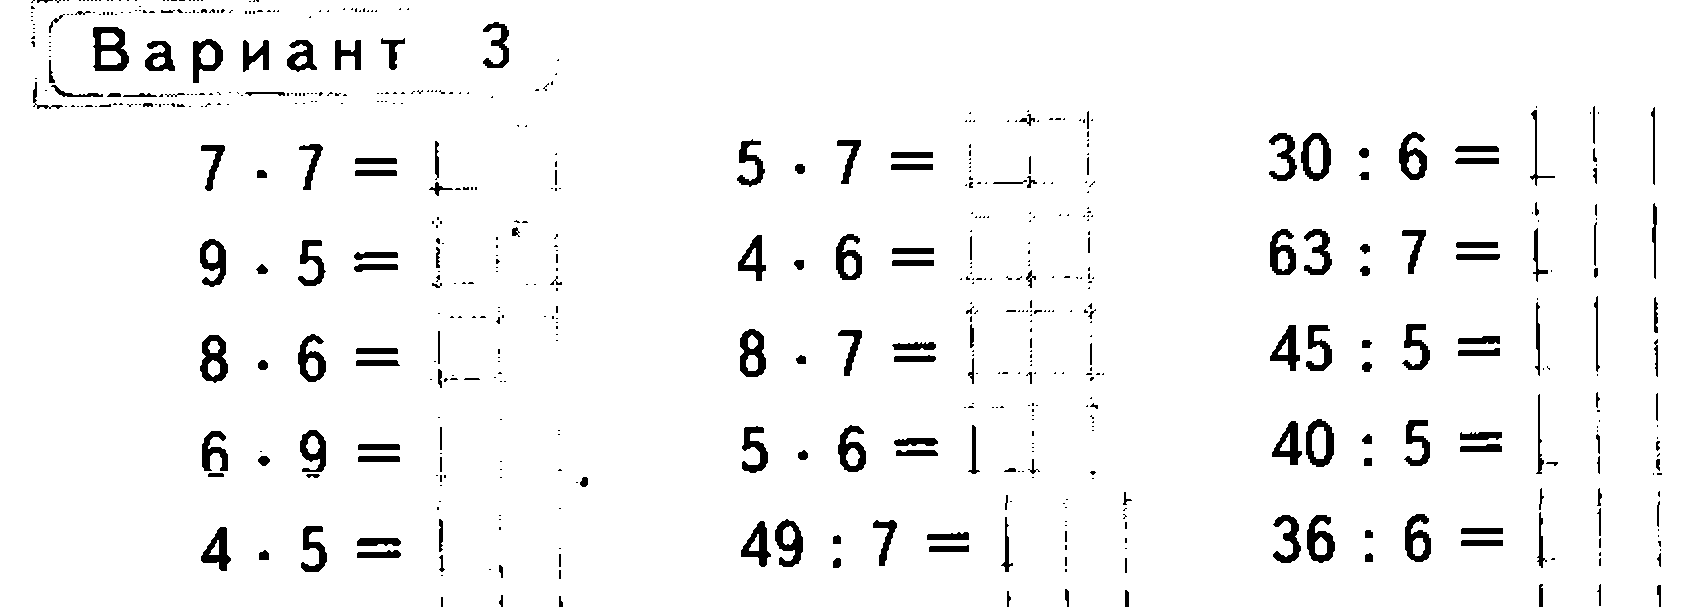 Вариант 3
7 · 7 = 5 · 7 = 30 : 6 =
9 · 5 = 4 · 6 = 63 : 7 =
8 · 6 = 8 · 7 = 45 : 5 =
6 · 9 = 5 · 6 = 40 : 5 =
4 · 5 = 49 : 7 = 36 : 6 =